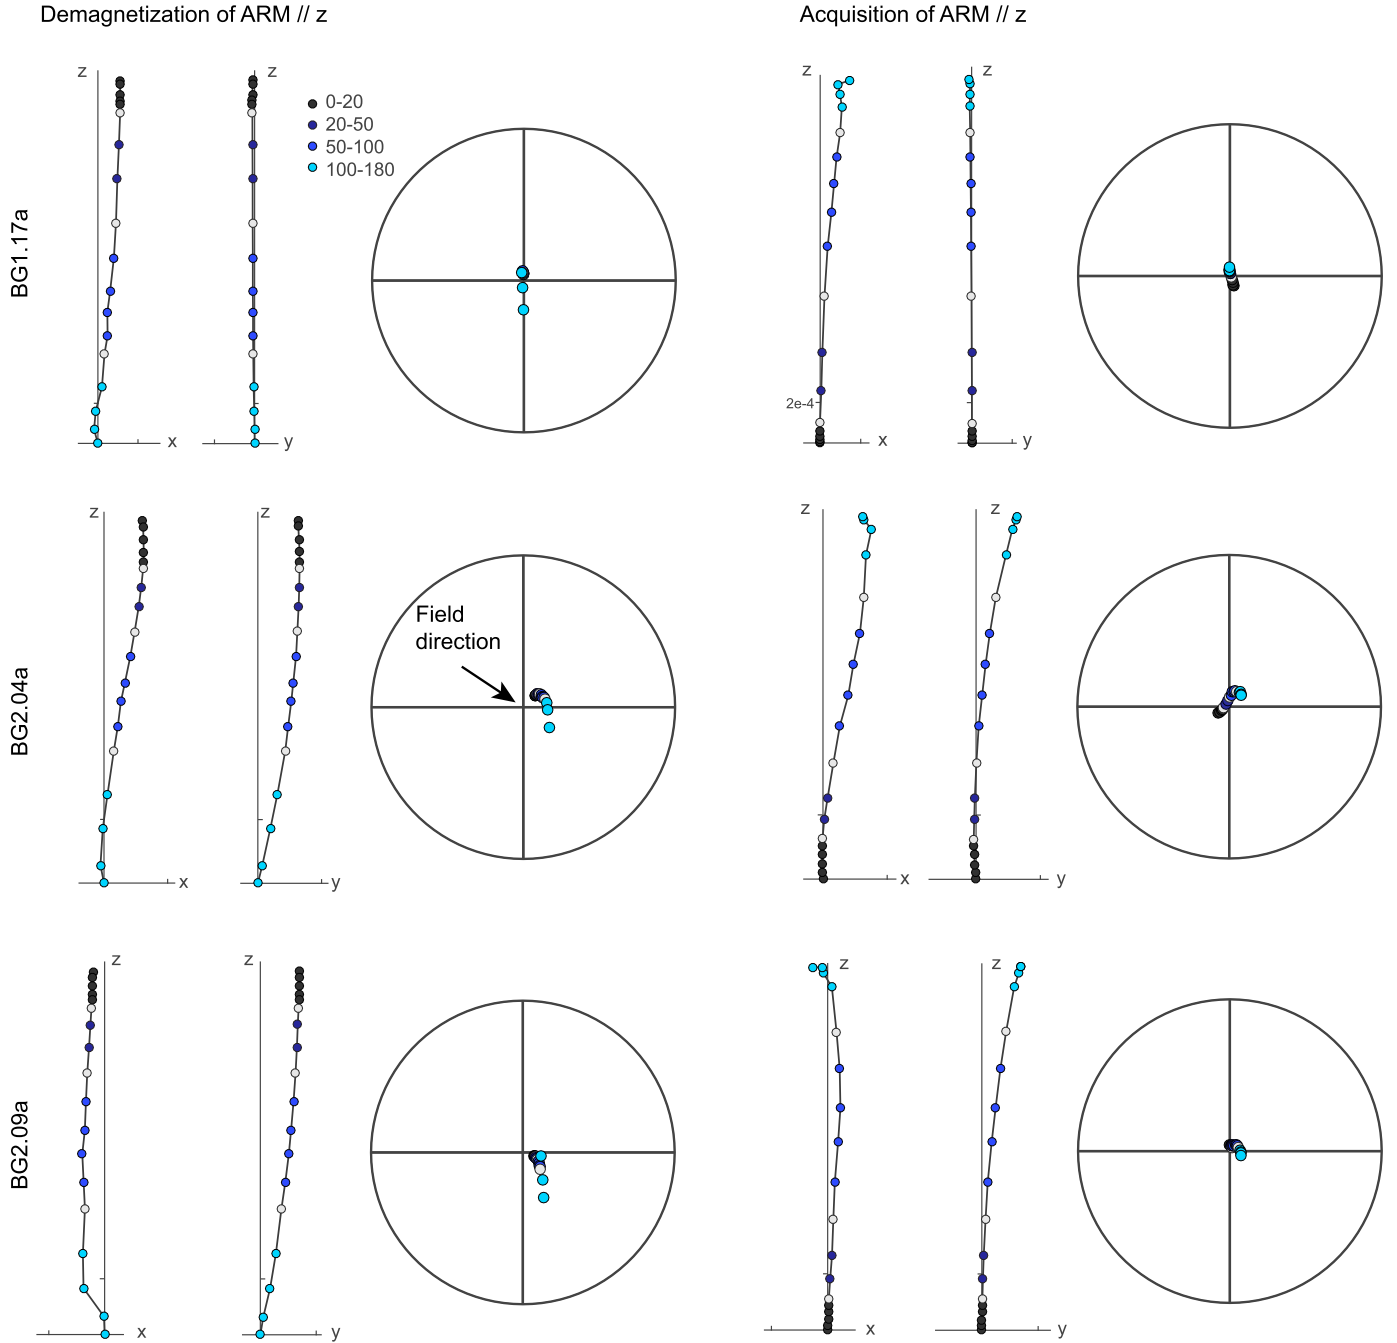 Demagnetization of ARM // z
Acquisition of ARM // z
BG1.17a
z
z
0-20
20-50
50-100
100-180
x
y
z
z
2e-4
x
y
BG2.04a
z
z
Field
direction
x
y
z
z
x
y
BG2.09a
z
z
x
y
z
z
x
y